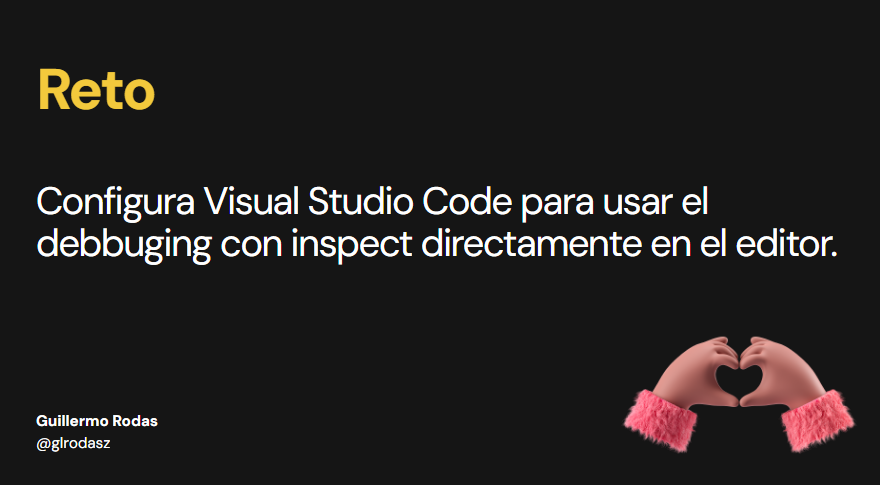 Reto
Configura Visual Studio Code para usar el
debbuging con inspect directamente en el editor.
Guillermo Rodas
@glrodasz